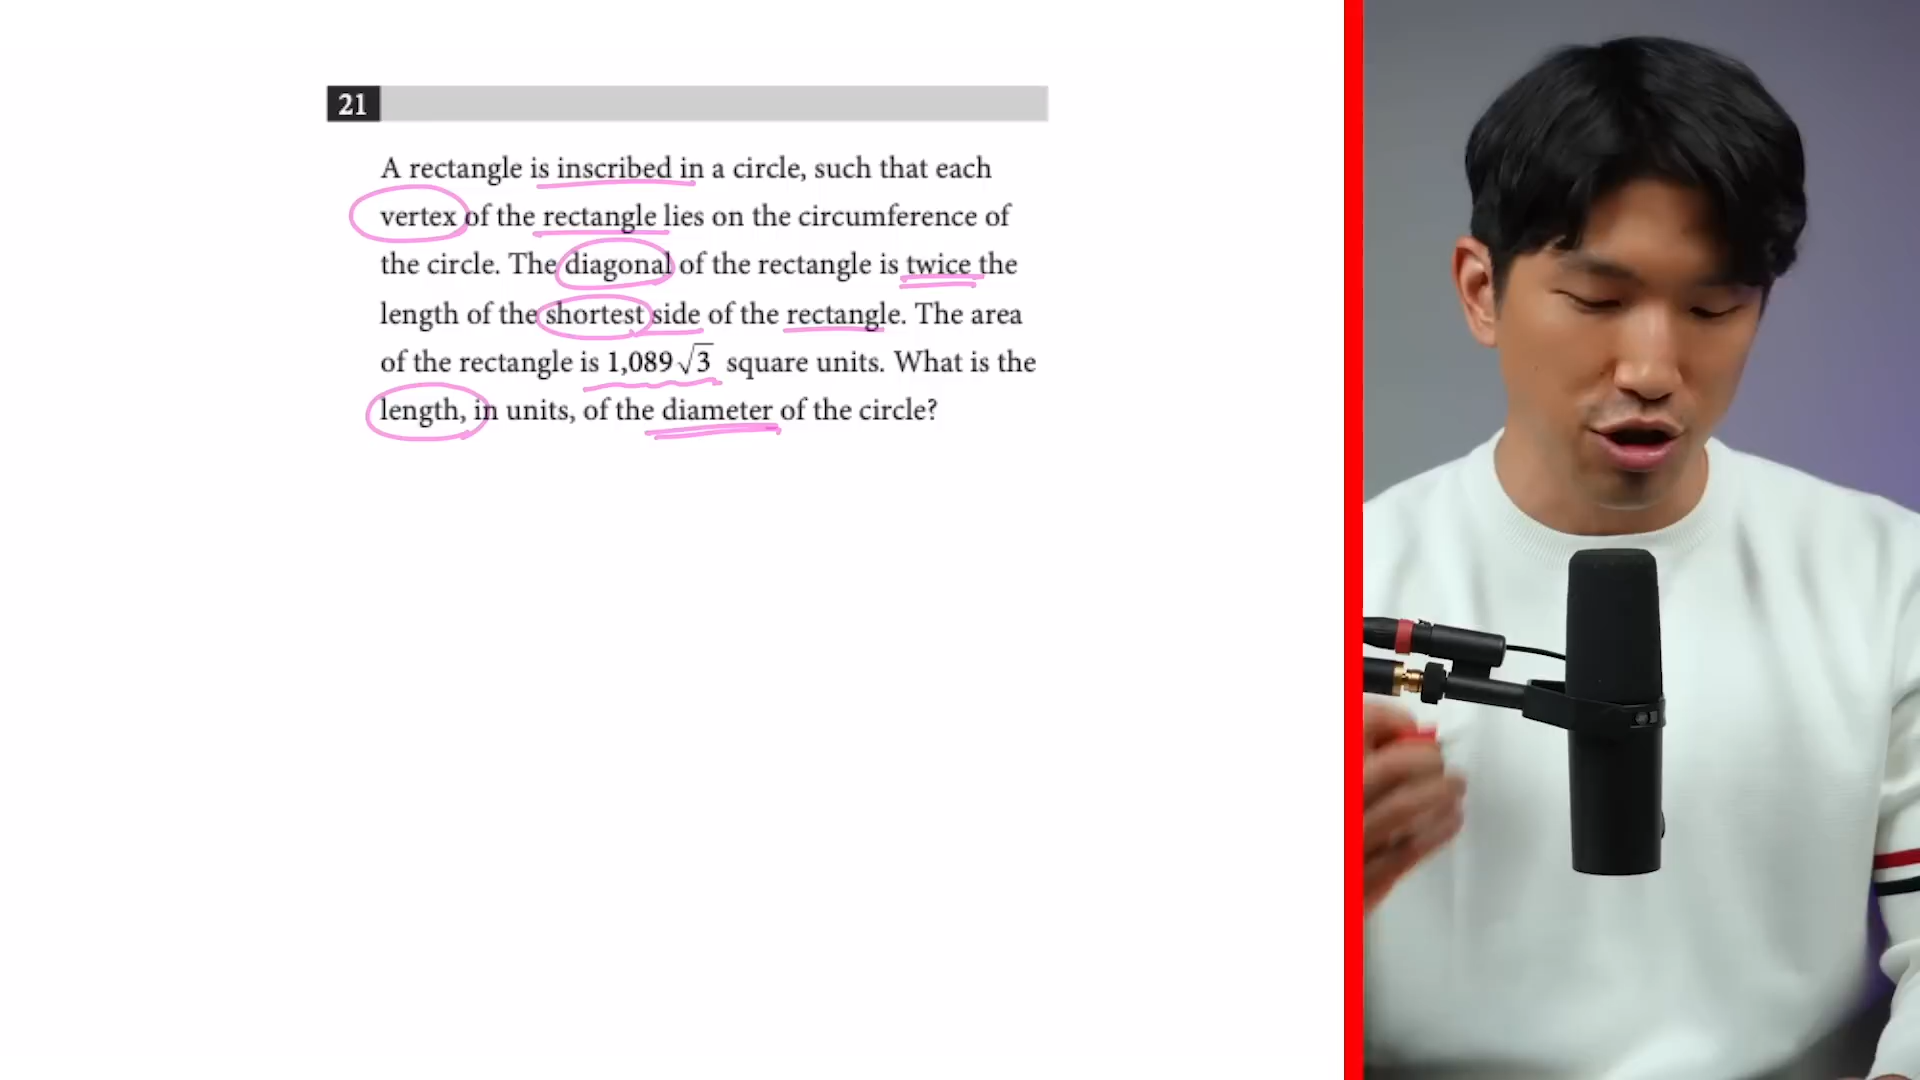 21
A rectangle is inscribed in a circle, such that each
vertex of the rectangle lies on the circumference of
the circle. The diagonal of the rectangle is twice the
length of the shortest side of the rectangle. The area
of the rectangle is 1,089√3 square units. What is the
length, in units, of the diameter of the circle?